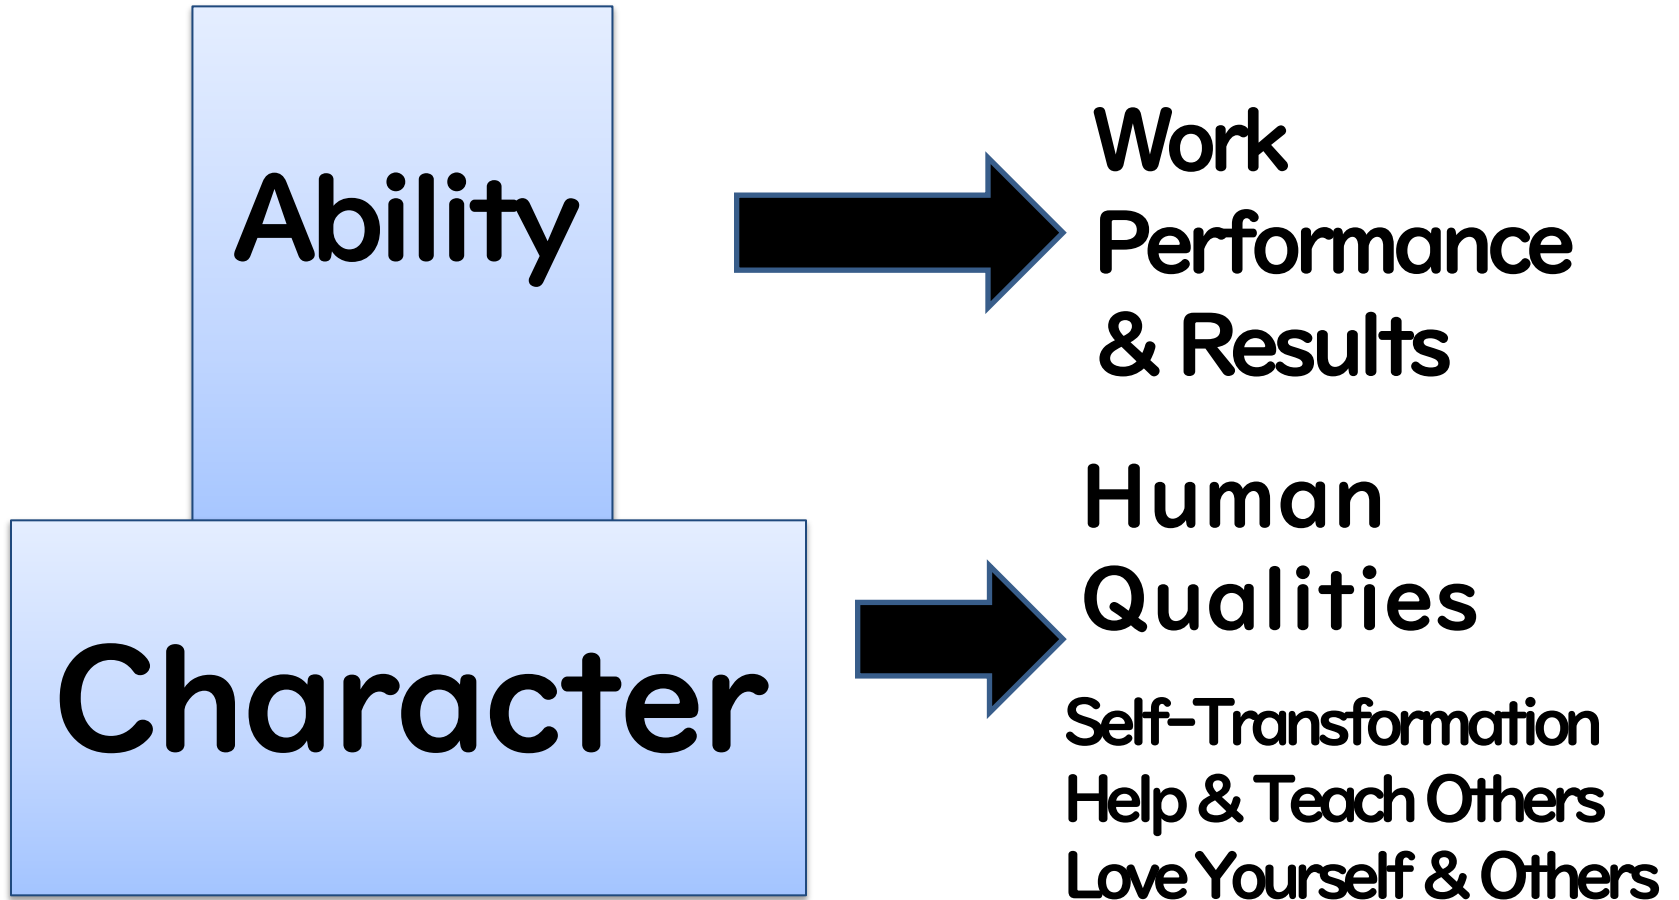 Ability
Work
Performance
& Results
Character
Human
Qualities
Self-Transformation
Help & Teach Others
Love Yourself & Others